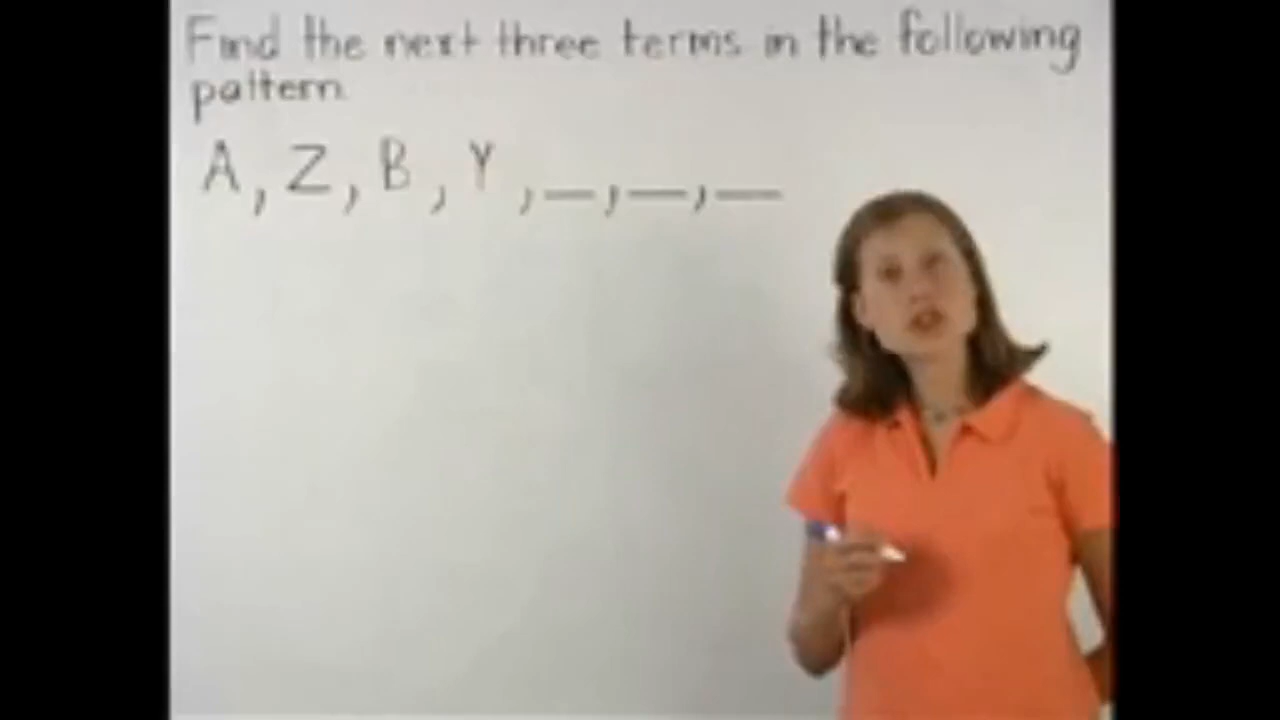 Find the next three terms in the following
pattern.
A, Z, B, Y, __, __, __